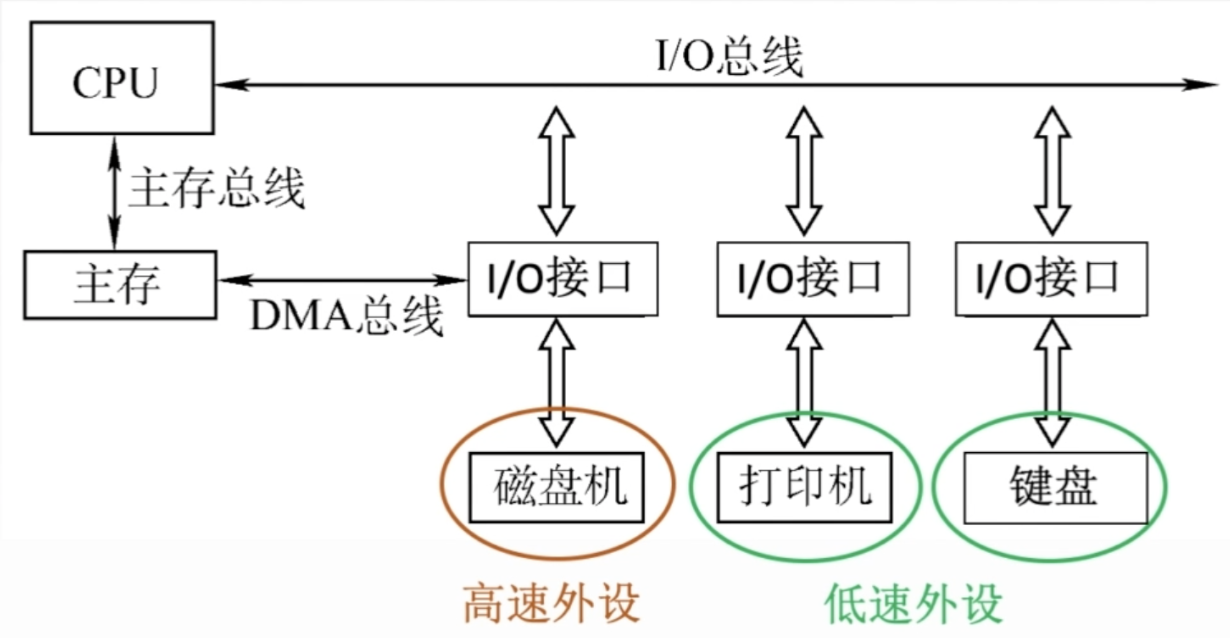 I/O总线
CPU
主存总线
主存
DMA总线
I/O接口
I/O接口
I/O接口
磁盘机
打印机
键盘
高速外设
低速外设